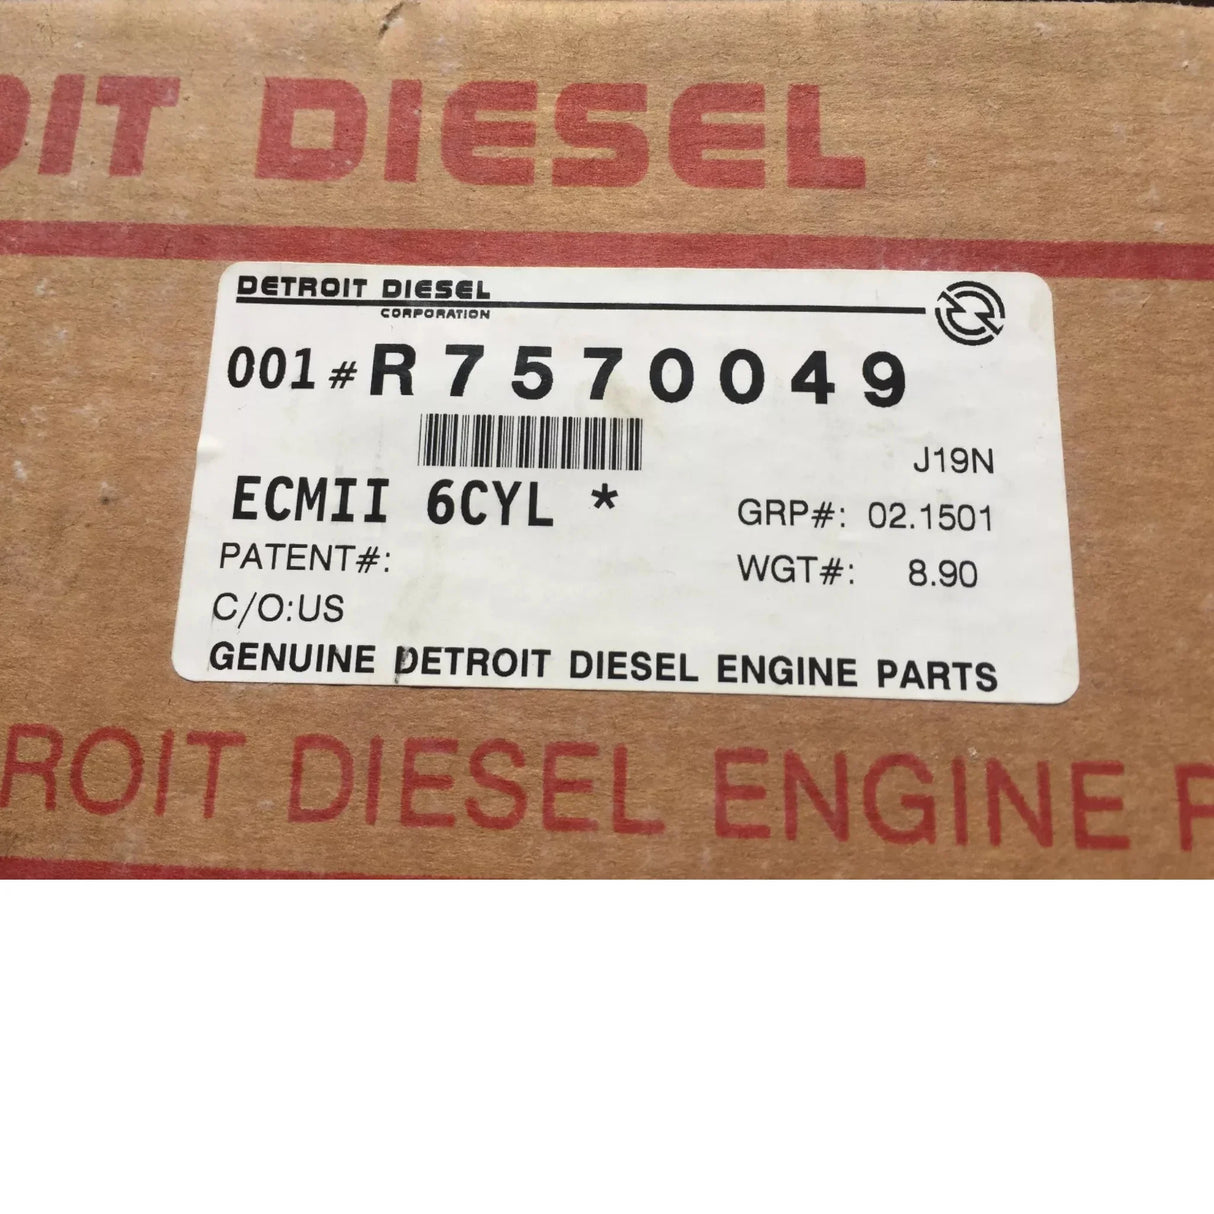 OIT DIESEL
DETROIT DIESEL
CORPORATION
001# R7570049
J19N
ECMII 6CYL *
GRP#: 02.1501
PATENT#:
WGT#: 8.90
C/O:US
GENUINE DETROIT DIESEL ENGINE PARTS
ROIT DIESEL ENGINE P